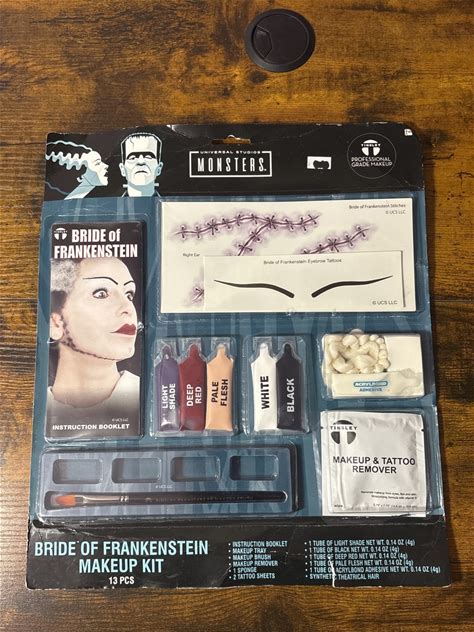 UNIVERSAL STUDIOS
MONSTERS.
TINSLEY
PROFESSIONAL
GRADE MAKEUP
BRIDE OF
FRANKENSTEIN
©UCS LLC
INSTRUCTION BOOKLET
Bride of Frankenstein Stitches
© UCS LLC
Right Ear
Bride of Frankenstein Eyebrow Tattoos
© UCS LLC
LIGHT
SHADE
DEEP
RED
PALE
FLESH
WHITE
BLACK
ACRYLBOND
ADHESIVE
TINSLEY
MAKEUP & TATTOO
REMOVER
BRIDE OF FRANKENSTEIN
MAKEUP KIT
13 PCS
• INSTRUCTION BOOKLET
• MAKEUP TRAY
• MAKEUP BRUSH
• MAKEUP REMOVER
• 1 SPONGE
• 2 TATTOO SHEETS
• 1 TUBE OF LIGHT SHADE NET WT. 0.14 OZ (4g)
• 1 TUBE OF BLACK NET WT. 0.14 OZ (4g)
• 1 TUBE OF DEEP RED NET WT. 0.14 OZ (4g)
• 1 TUBE OF PALE FLESH NET WT. 0.14 OZ (4g)
• 1 TUBE OF ACRYLBOND ADHESIVE NET WT. 0.14 OZ (4g)
• SYNTHETIC THEATRICAL HAIR